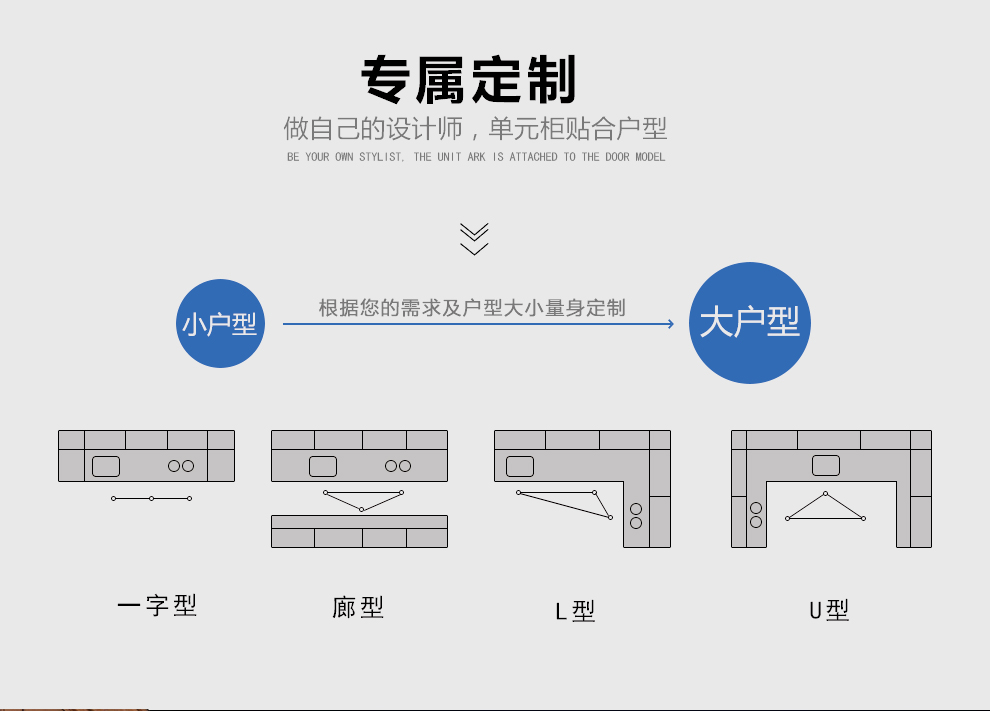 专属定制
做自己的设计师，单元柜贴合户型
BE YOUR OWN STYLIST, THE UNIT ARK IS ATTACHED TO THE DOOR MODEL
小户型
根据您的需求及户型大小量身定制
大户型
一字型
廊型
L型
U型